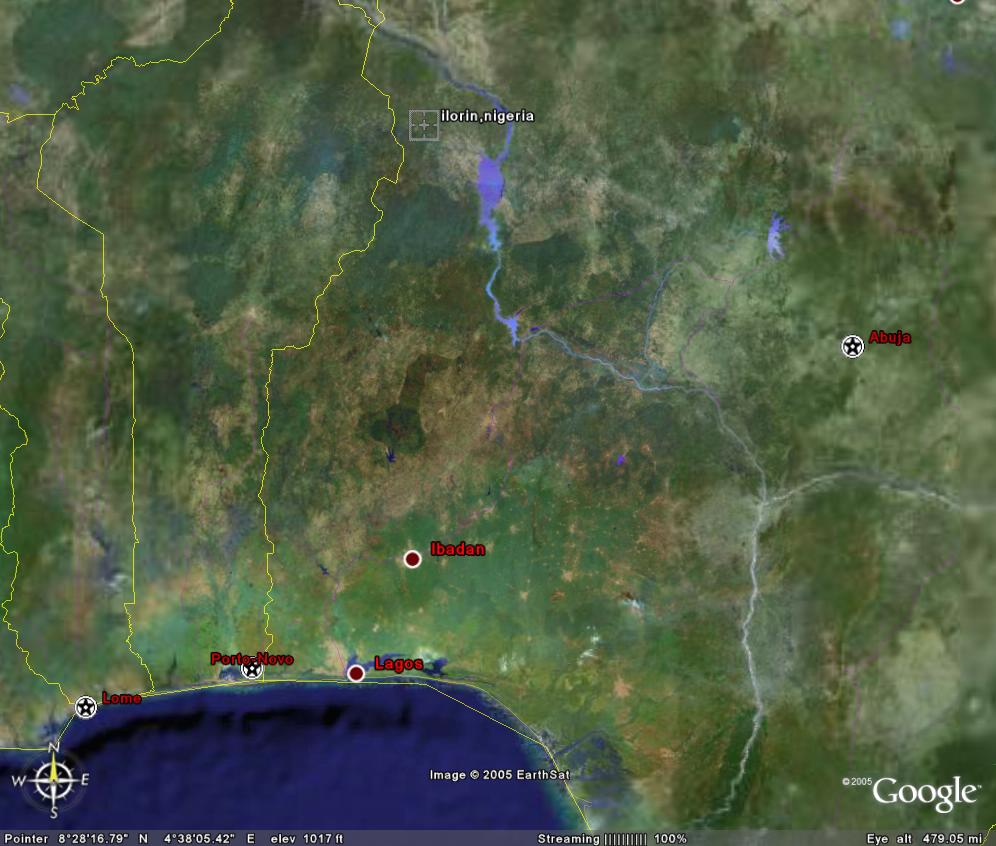 ilorin,nigeria
Abuja
Ibadan
Porto-Novo
Lagos
Lome
N
W E
S
Image © 2005 EarthSat
©2005 Google™
Pointer 8°28'16.79" N 4°38'05.42" E elev 1017 ft Streaming |||||||||| 100% Eye alt 479.05 mi